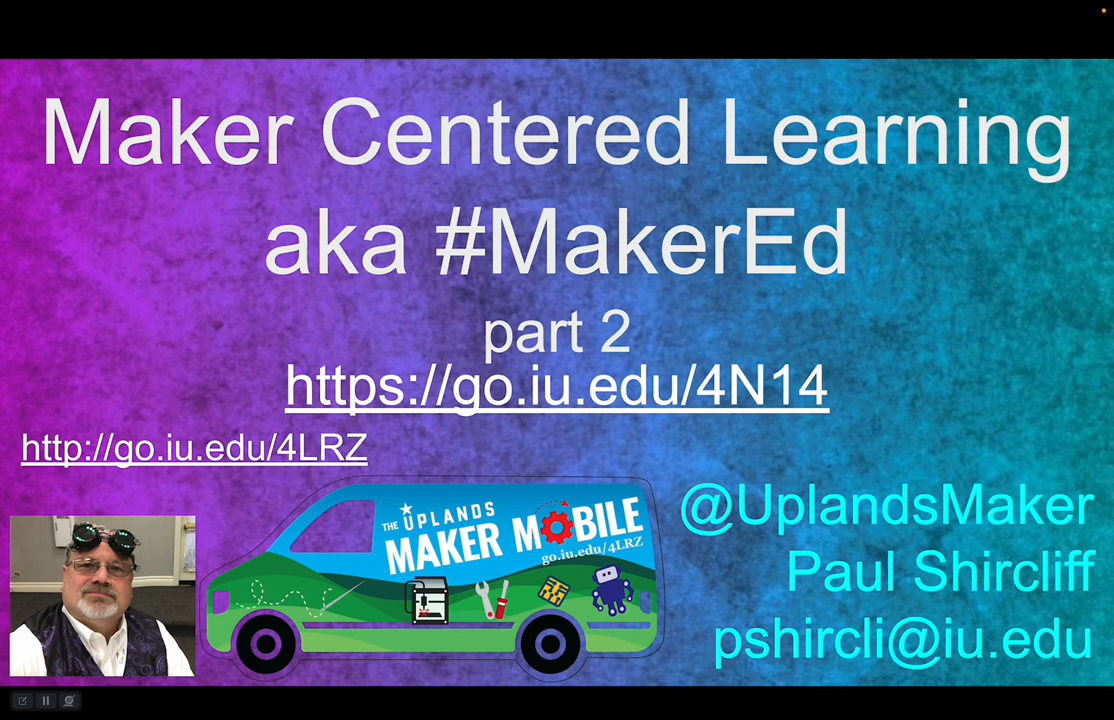 Maker Centered Learning
aka #MakerEd
part 2
https://go.iu.edu/4N14
http://go.iu.edu/4LRZ
THE UPLANDS
MAKER MOBILE
go.iu.edu/4LRZ
@UplandsMaker
Paul Shircliff
pshircli@iu.edu